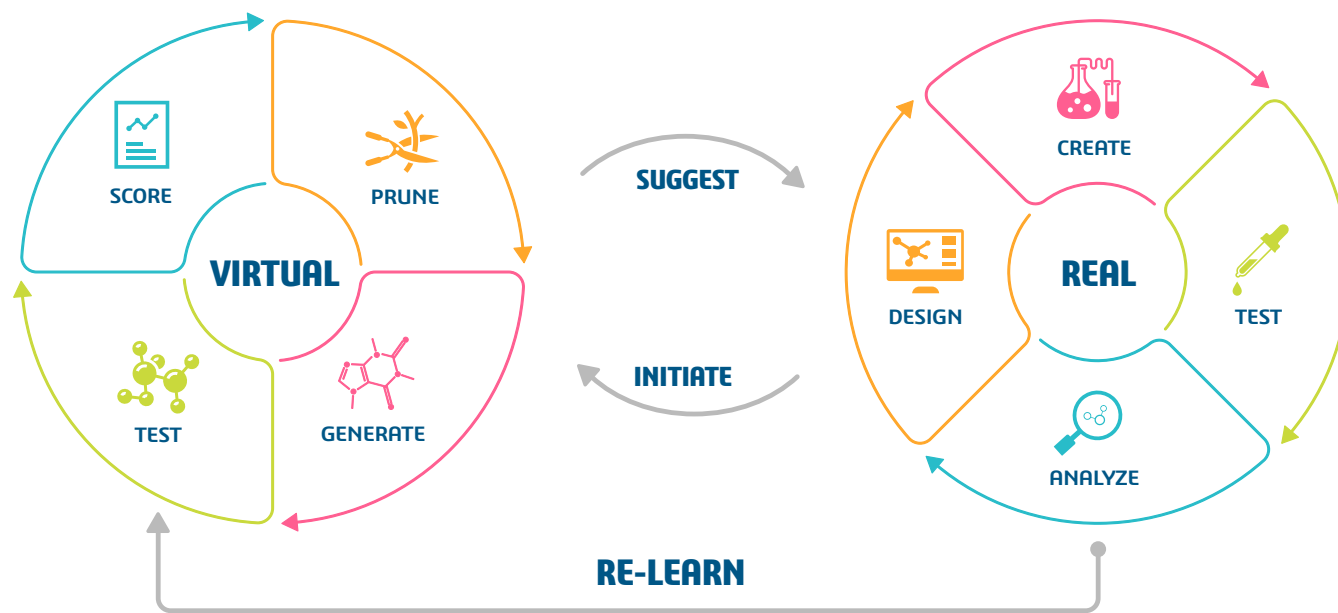 SCORE
PRUNE
VIRTUAL
TEST
GENERATE
SUGGEST
INITIATE
CREATE
DESIGN
REAL
TEST
ANALYZE
RE-LEARN